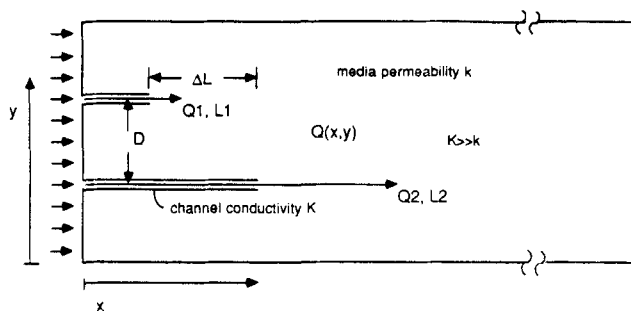 ΔL
media permeability k
y
Q1, L1
D
Q(x,y)
K>>k
Q2, L2
channel conductivity K
x